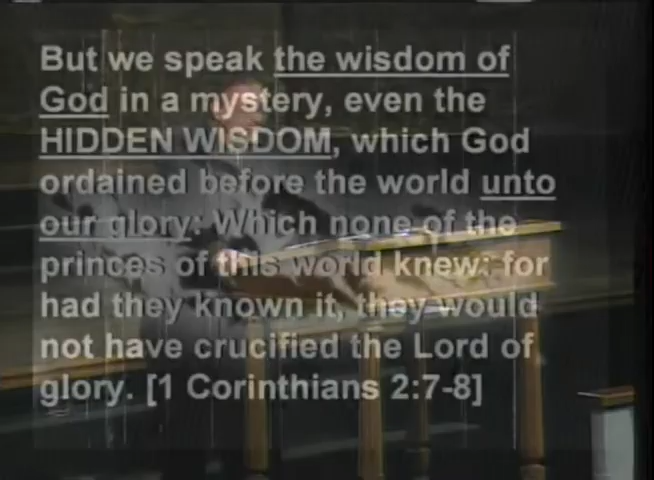 But we speak the wisdom of
God in a mystery, even the
HIDDEN WISDOM, which God
ordained before the world unto
our glory: Which none of the
princes of this world knew: for
had they known it, they would
not have crucified the Lord of
glory. [1 Corinthians 2:7-8]